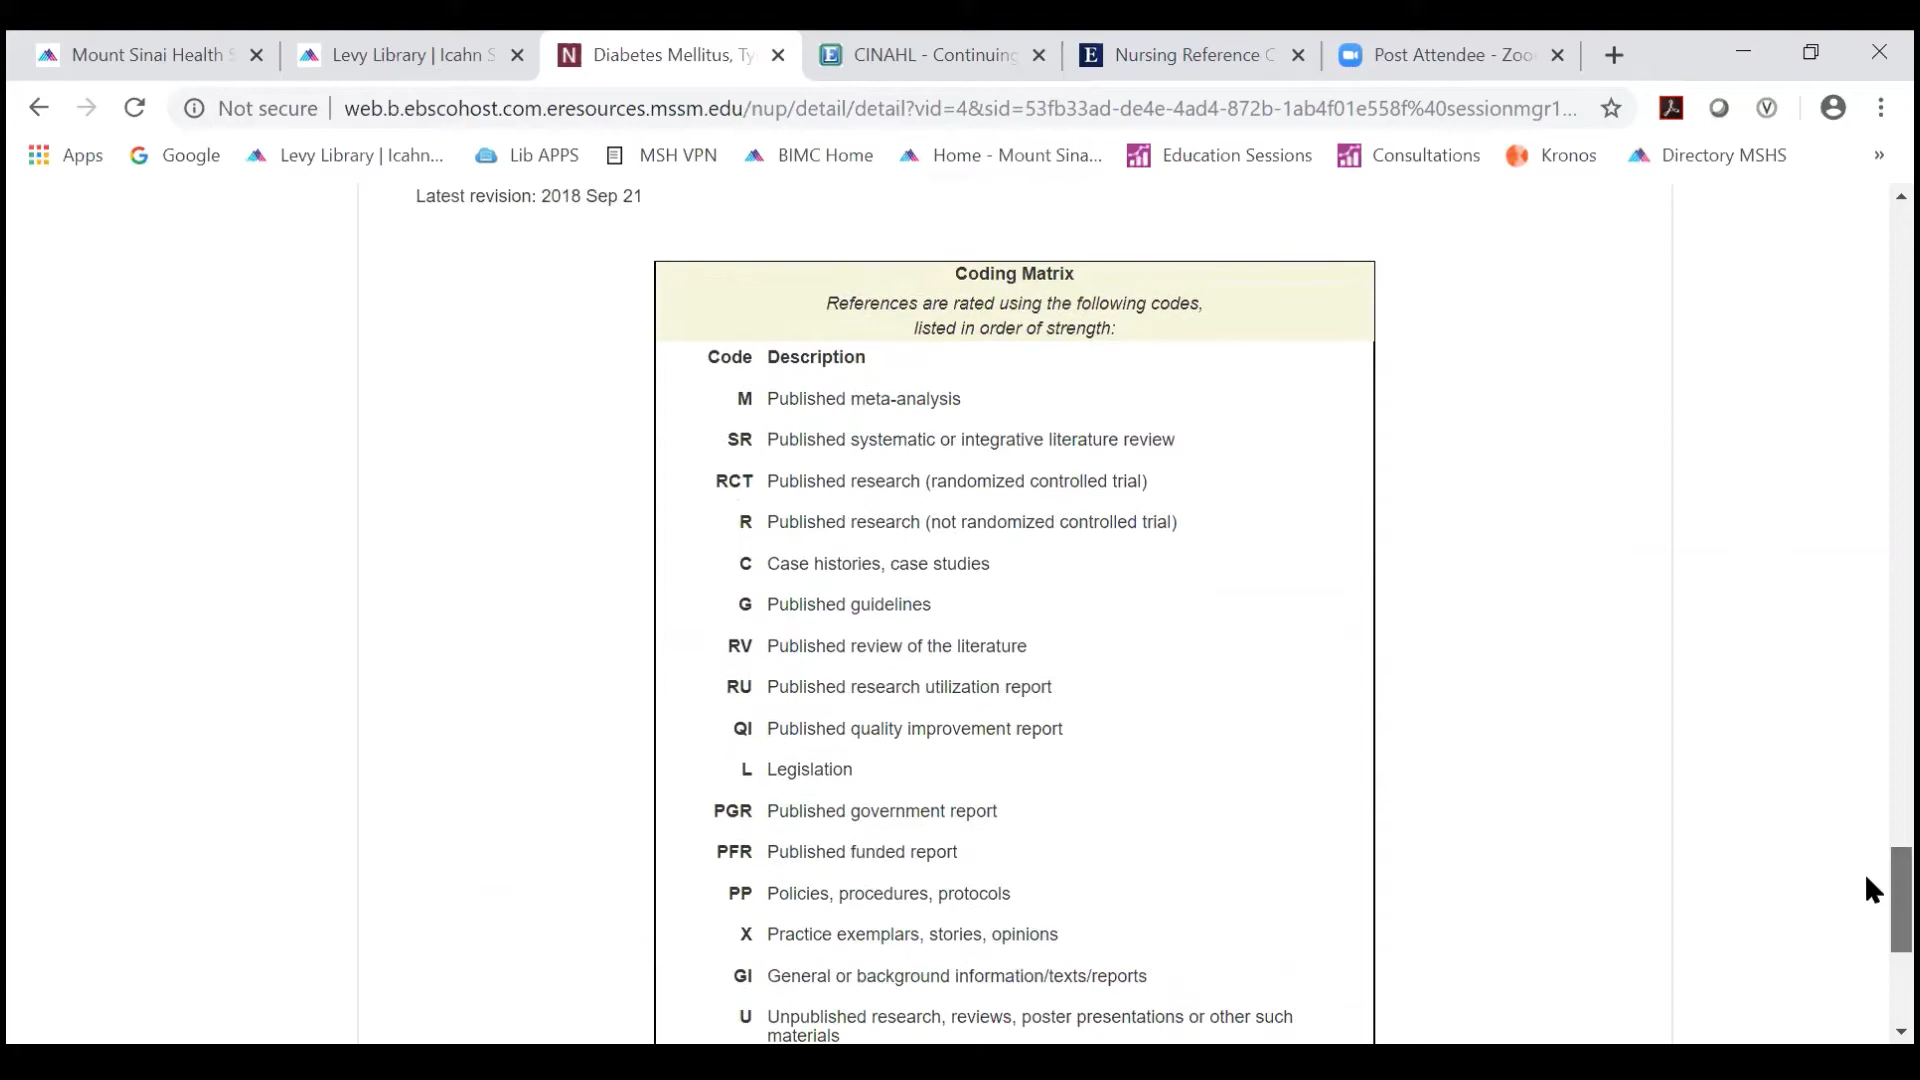 Mount Sinai Health S
Levy Library | Icahn S
Diabetes Mellitus, Ty
CINAHL - Continuing
Nursing Reference C
Post Attendee - Zoo
Not secure
web.b.ebscohost.com.eresources.mssm.edu/nup/detail/detail?vid=4&sid=53fb33ad-de4e-4ad4-872b-1ab4f01e558f%40sessionmgr1...
Apps
Google
Levy Library | Icahn...
Lib APPS
MSH VPN
BIMC Home
Home - Mount Sina...
Education Sessions
Consultations
Kronos
Directory MSHS
»
Latest revision: 2018 Sep 21
Coding Matrix
References are rated using the following codes,
listed in order of strength:
Code Description
M Published meta-analysis
SR Published systematic or integrative literature review
RCT Published research (randomized controlled trial)
R Published research (not randomized controlled trial)
C Case histories, case studies
G Published guidelines
RV Published review of the literature
RU Published research utilization report
QI Published quality improvement report
L Legislation
PGR Published government report
PFR Published funded report
PP Policies, procedures, protocols
X Practice exemplars, stories, opinions
GI General or background information/texts/reports
U Unpublished research, reviews, poster presentations or other such
materials